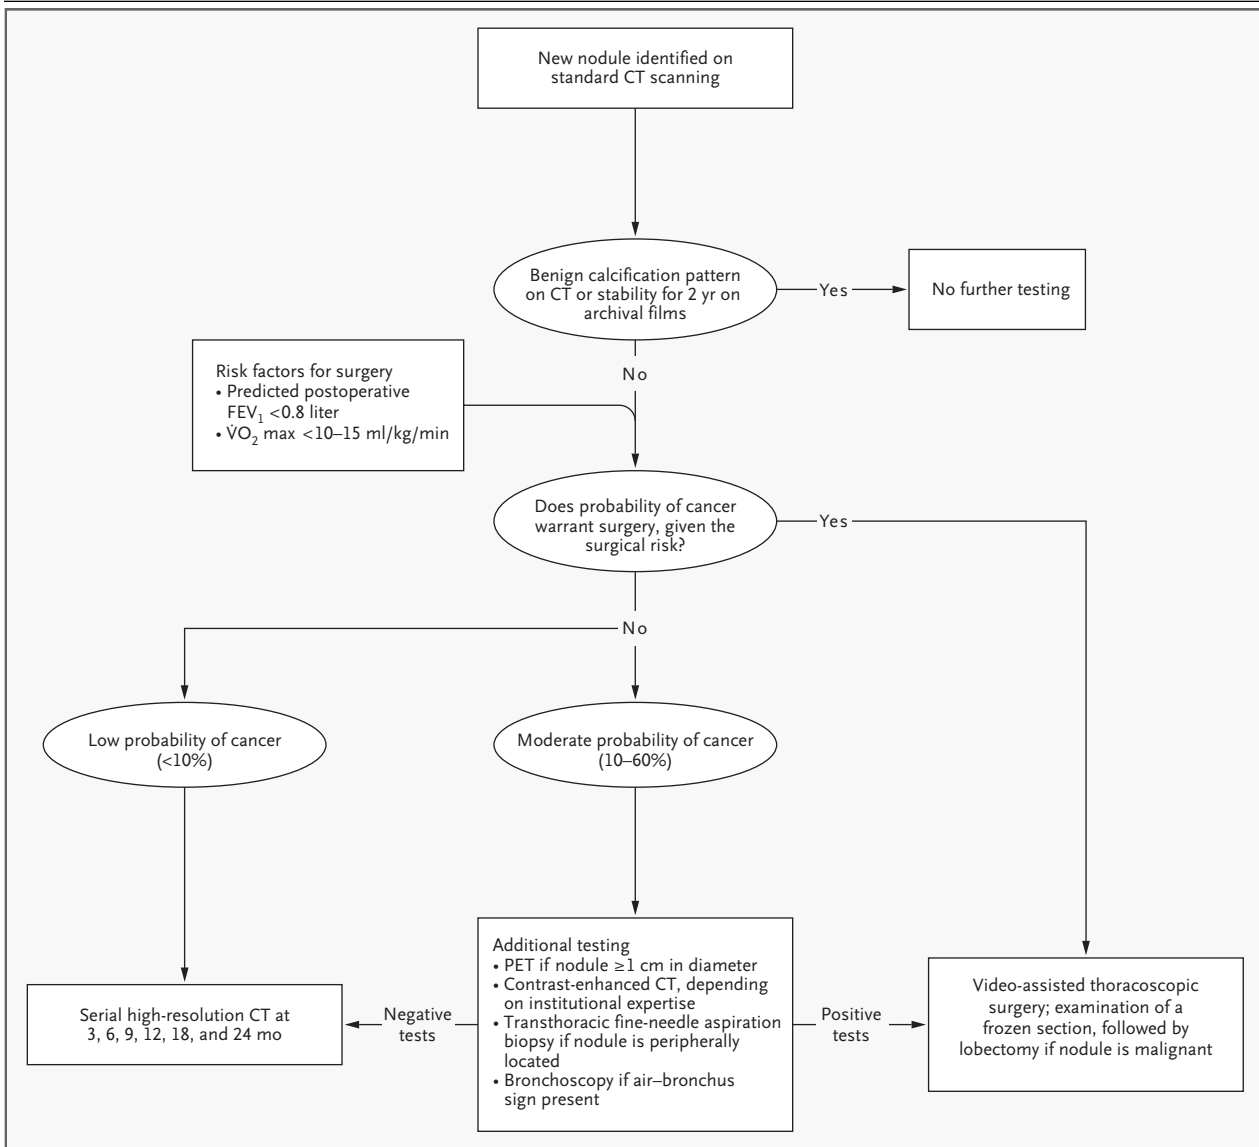 New nodule identified on
standard CT scanning
Benign calcification pattern
on CT or stability for 2 yr on
archival films
Yes
No further testing
No
Risk factors for surgery
• Predicted postoperative
FEV₁ <0.8 liter
• V̇O₂ max <10–15 ml/kg/min
Does probability of cancer
warrant surgery, given the
surgical risk?
Yes
No
Low probability of cancer
(<10%)
Moderate probability of cancer
(10–60%)
Serial high-resolution CT at
3, 6, 9, 12, 18, and 24 mo
Negative
tests
Additional testing
• PET if nodule ≥1 cm in diameter
• Contrast-enhanced CT, depending
on institutional expertise
• Transthoracic fine-needle aspiration
biopsy if nodule is peripherally
located
• Bronchoscopy if air–bronchus
sign present
Positive
tests
Video-assisted thoracoscopic
surgery; examination of a
frozen section, followed by
lobectomy if nodule is malignant